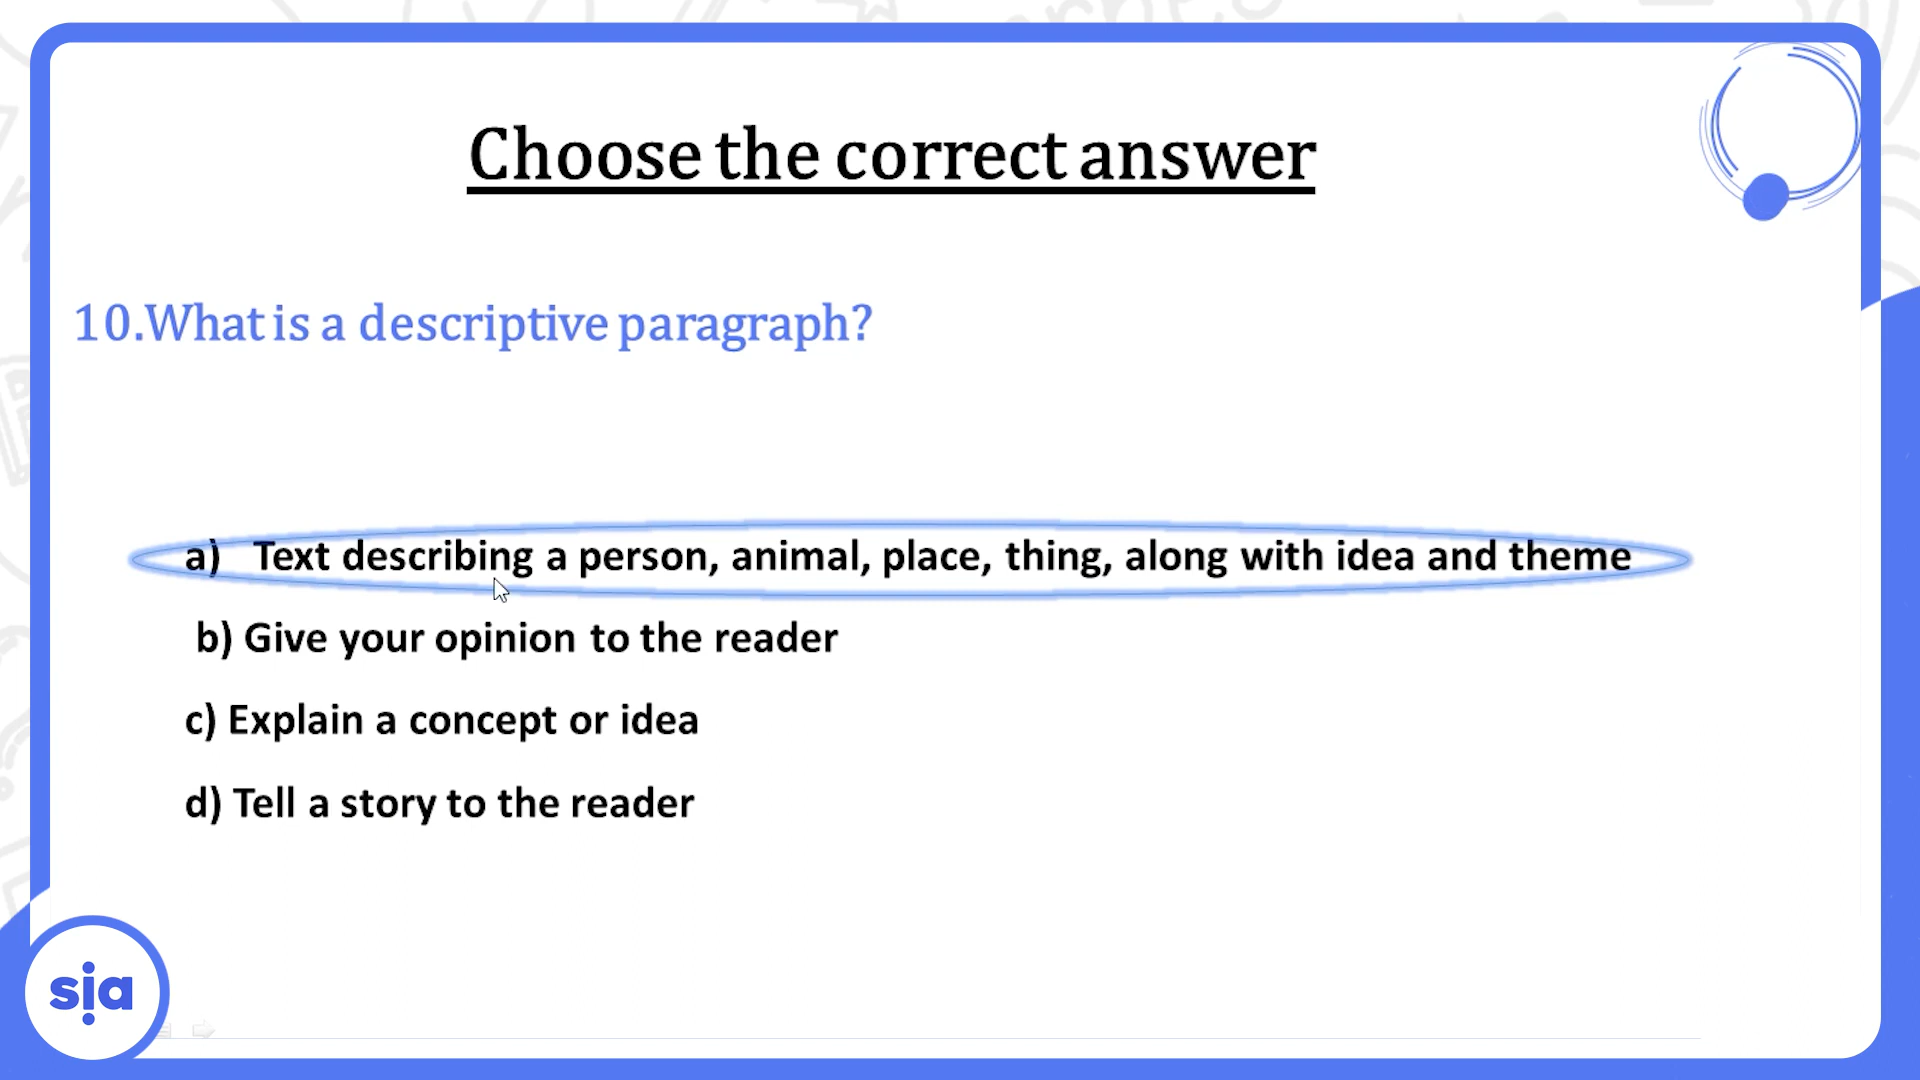 Choose the correct answer
10.What is a descriptive paragraph?
a) Text describing a person, animal, place, thing, along with idea and theme
b) Give your opinion to the reader
c) Explain a concept or idea
d) Tell a story to the reader
sia